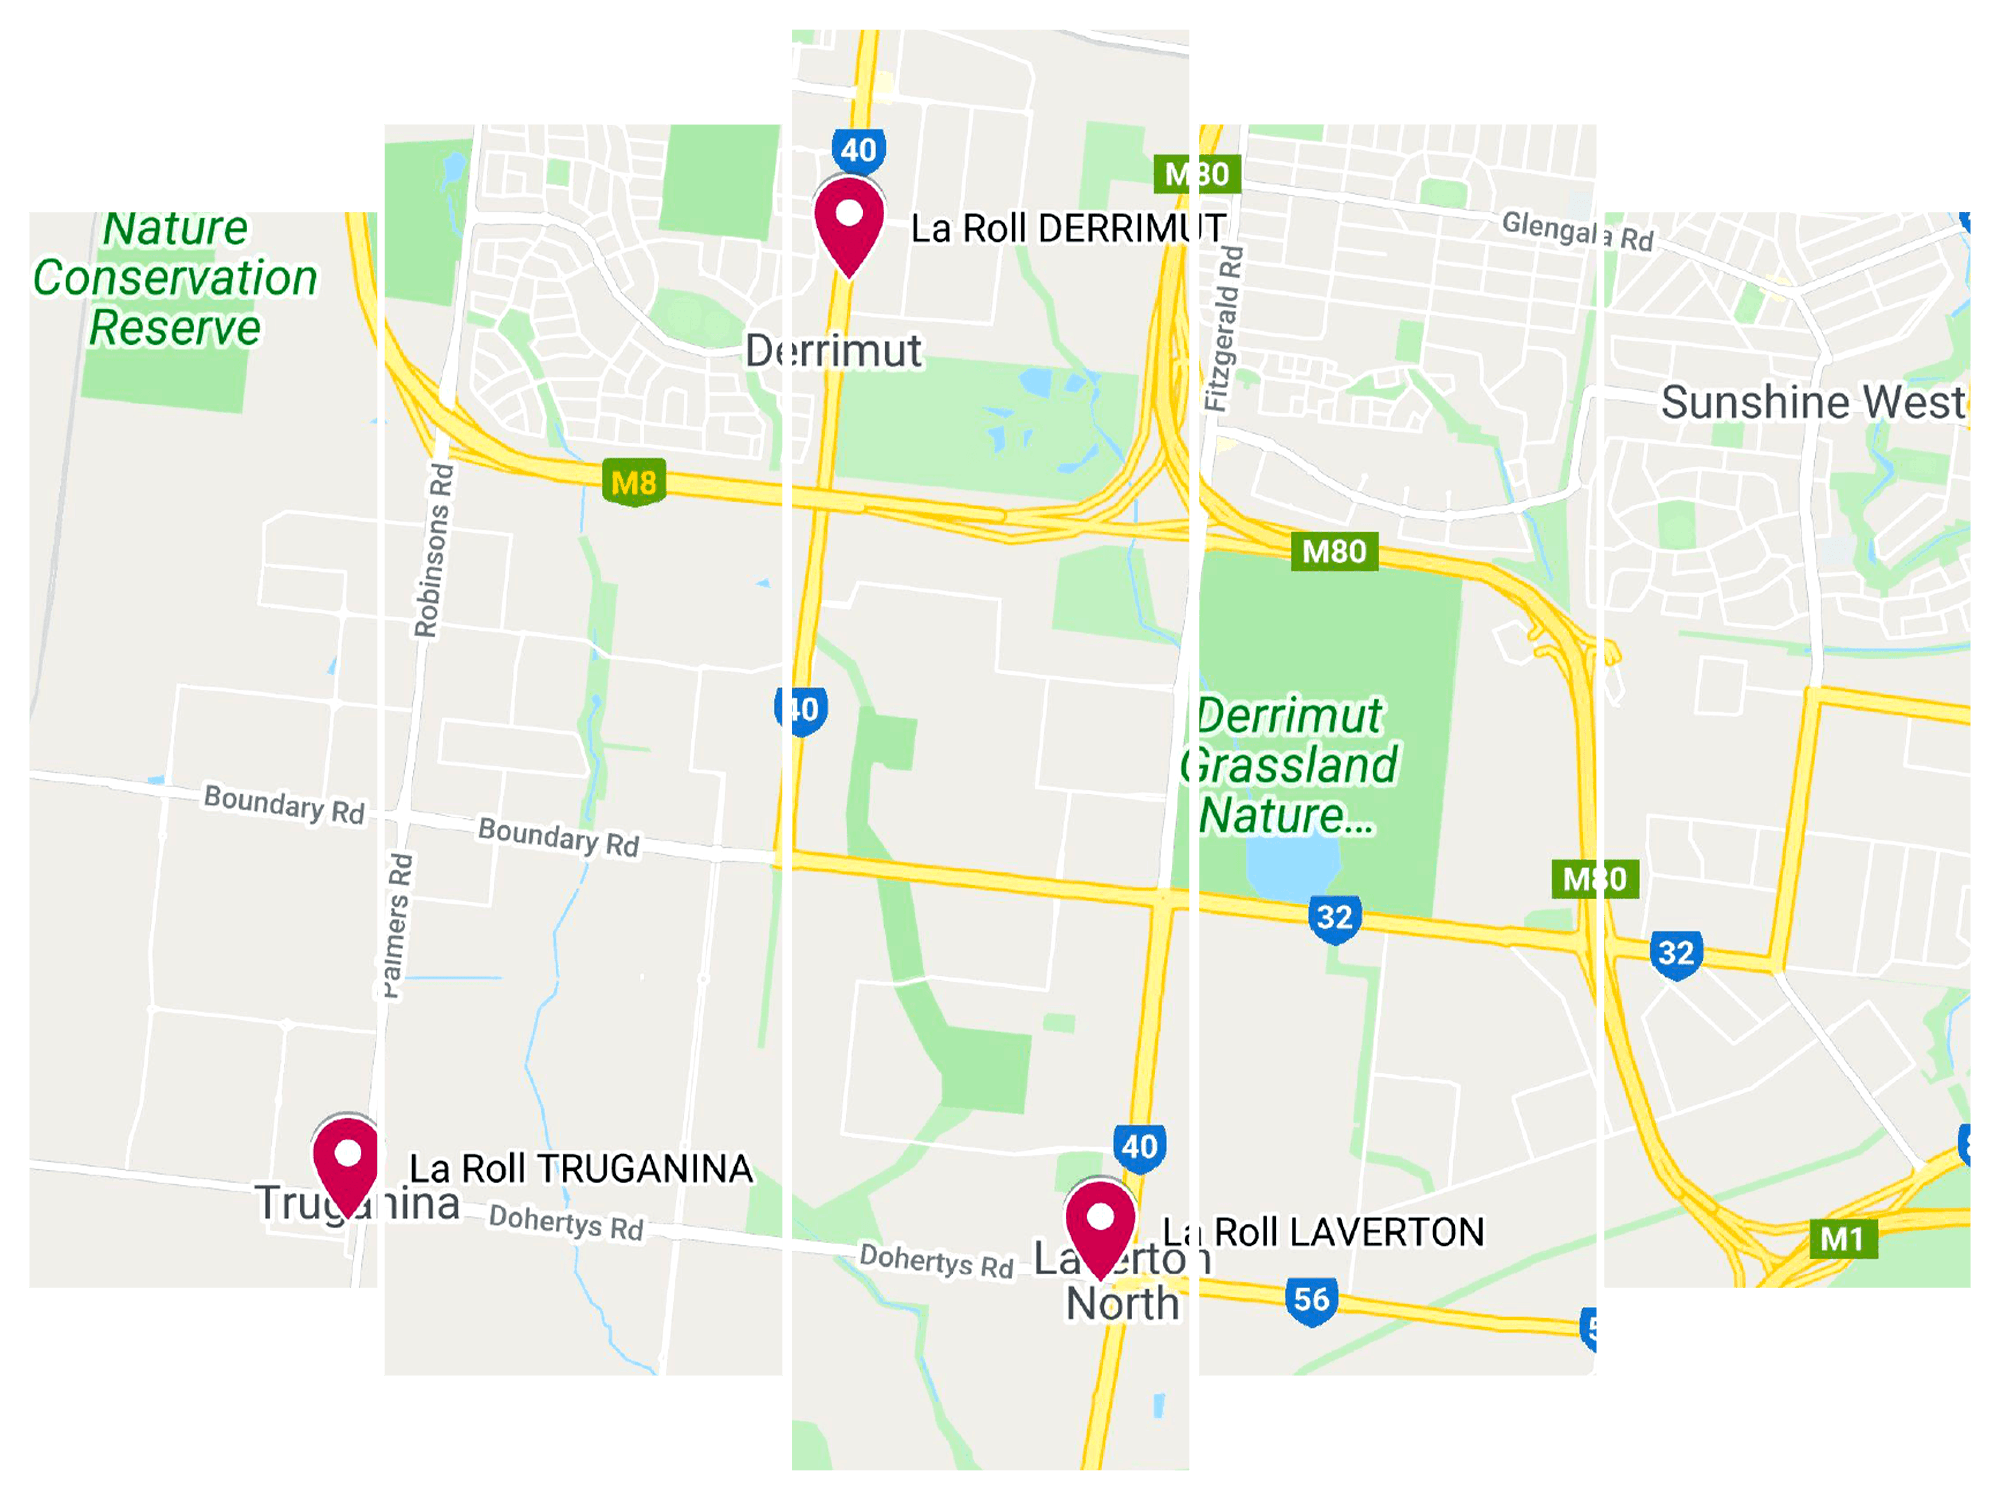 40
M80
La Roll DERRIMUT
Nature
Conservation
Reserve
Glengala Rd
Fitzgerald Rd
Derrimut
Sunshine West
M8
Robinsons Rd
M80
40
Derrimut
Grassland
Nature...
Boundary Rd
Boundary Rd
M80
Palmers Rd
32
32
40
La Roll TRUGANINA
Truganina
Dohertys Rd
La Roll LAVERTON
Dohertys Rd
Laverton
North
M1
56